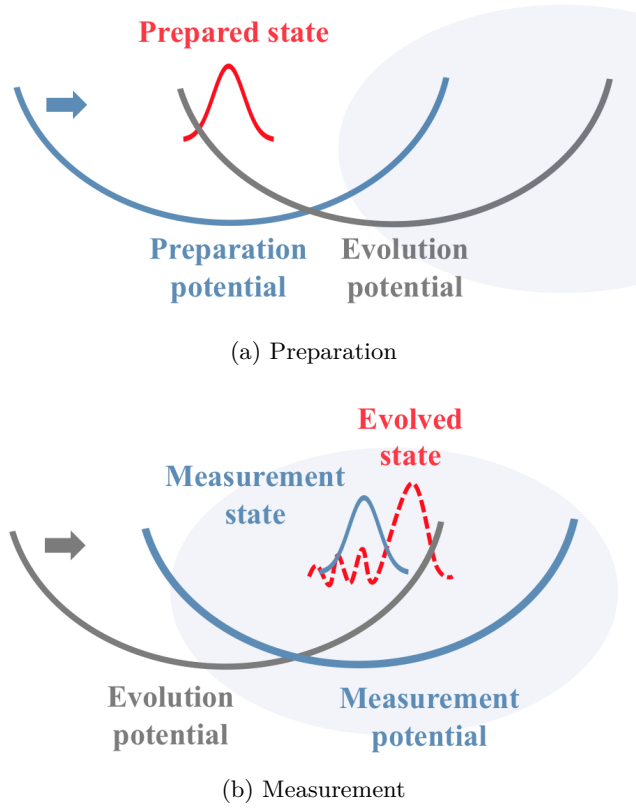 Prepared state
Preparation
potential
Evolution
potential
(a) Preparation
Evolved
state
Measurement
state
Evolution
potential
Measurement
potential
(b) Measurement